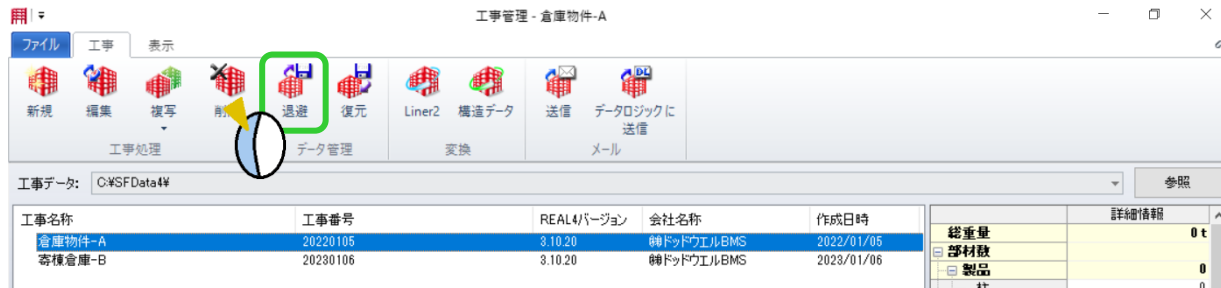 工事管理 - 倉庫物件-A
ファイル 工事 表示
新規 編集 複写 削 退避 復元 Liner2 構造データ 送信 データロジックに
送信
工事処理 データ管理 変換 メール
工事データ: C:¥SFData4¥ 参照
工事名称 工事番号 REAL4バージョン 会社名称 作成日時 詳細情報
倉庫物件-A 20220105 3.10.20 ㈱ドッドウエルBMS 2022/01/05
寄棟倉庫-B 20230106 3.10.20 ㈱ドッドウエルBMS 2023/01/06
総重量 0 t
部材数
製品 0
柱 0